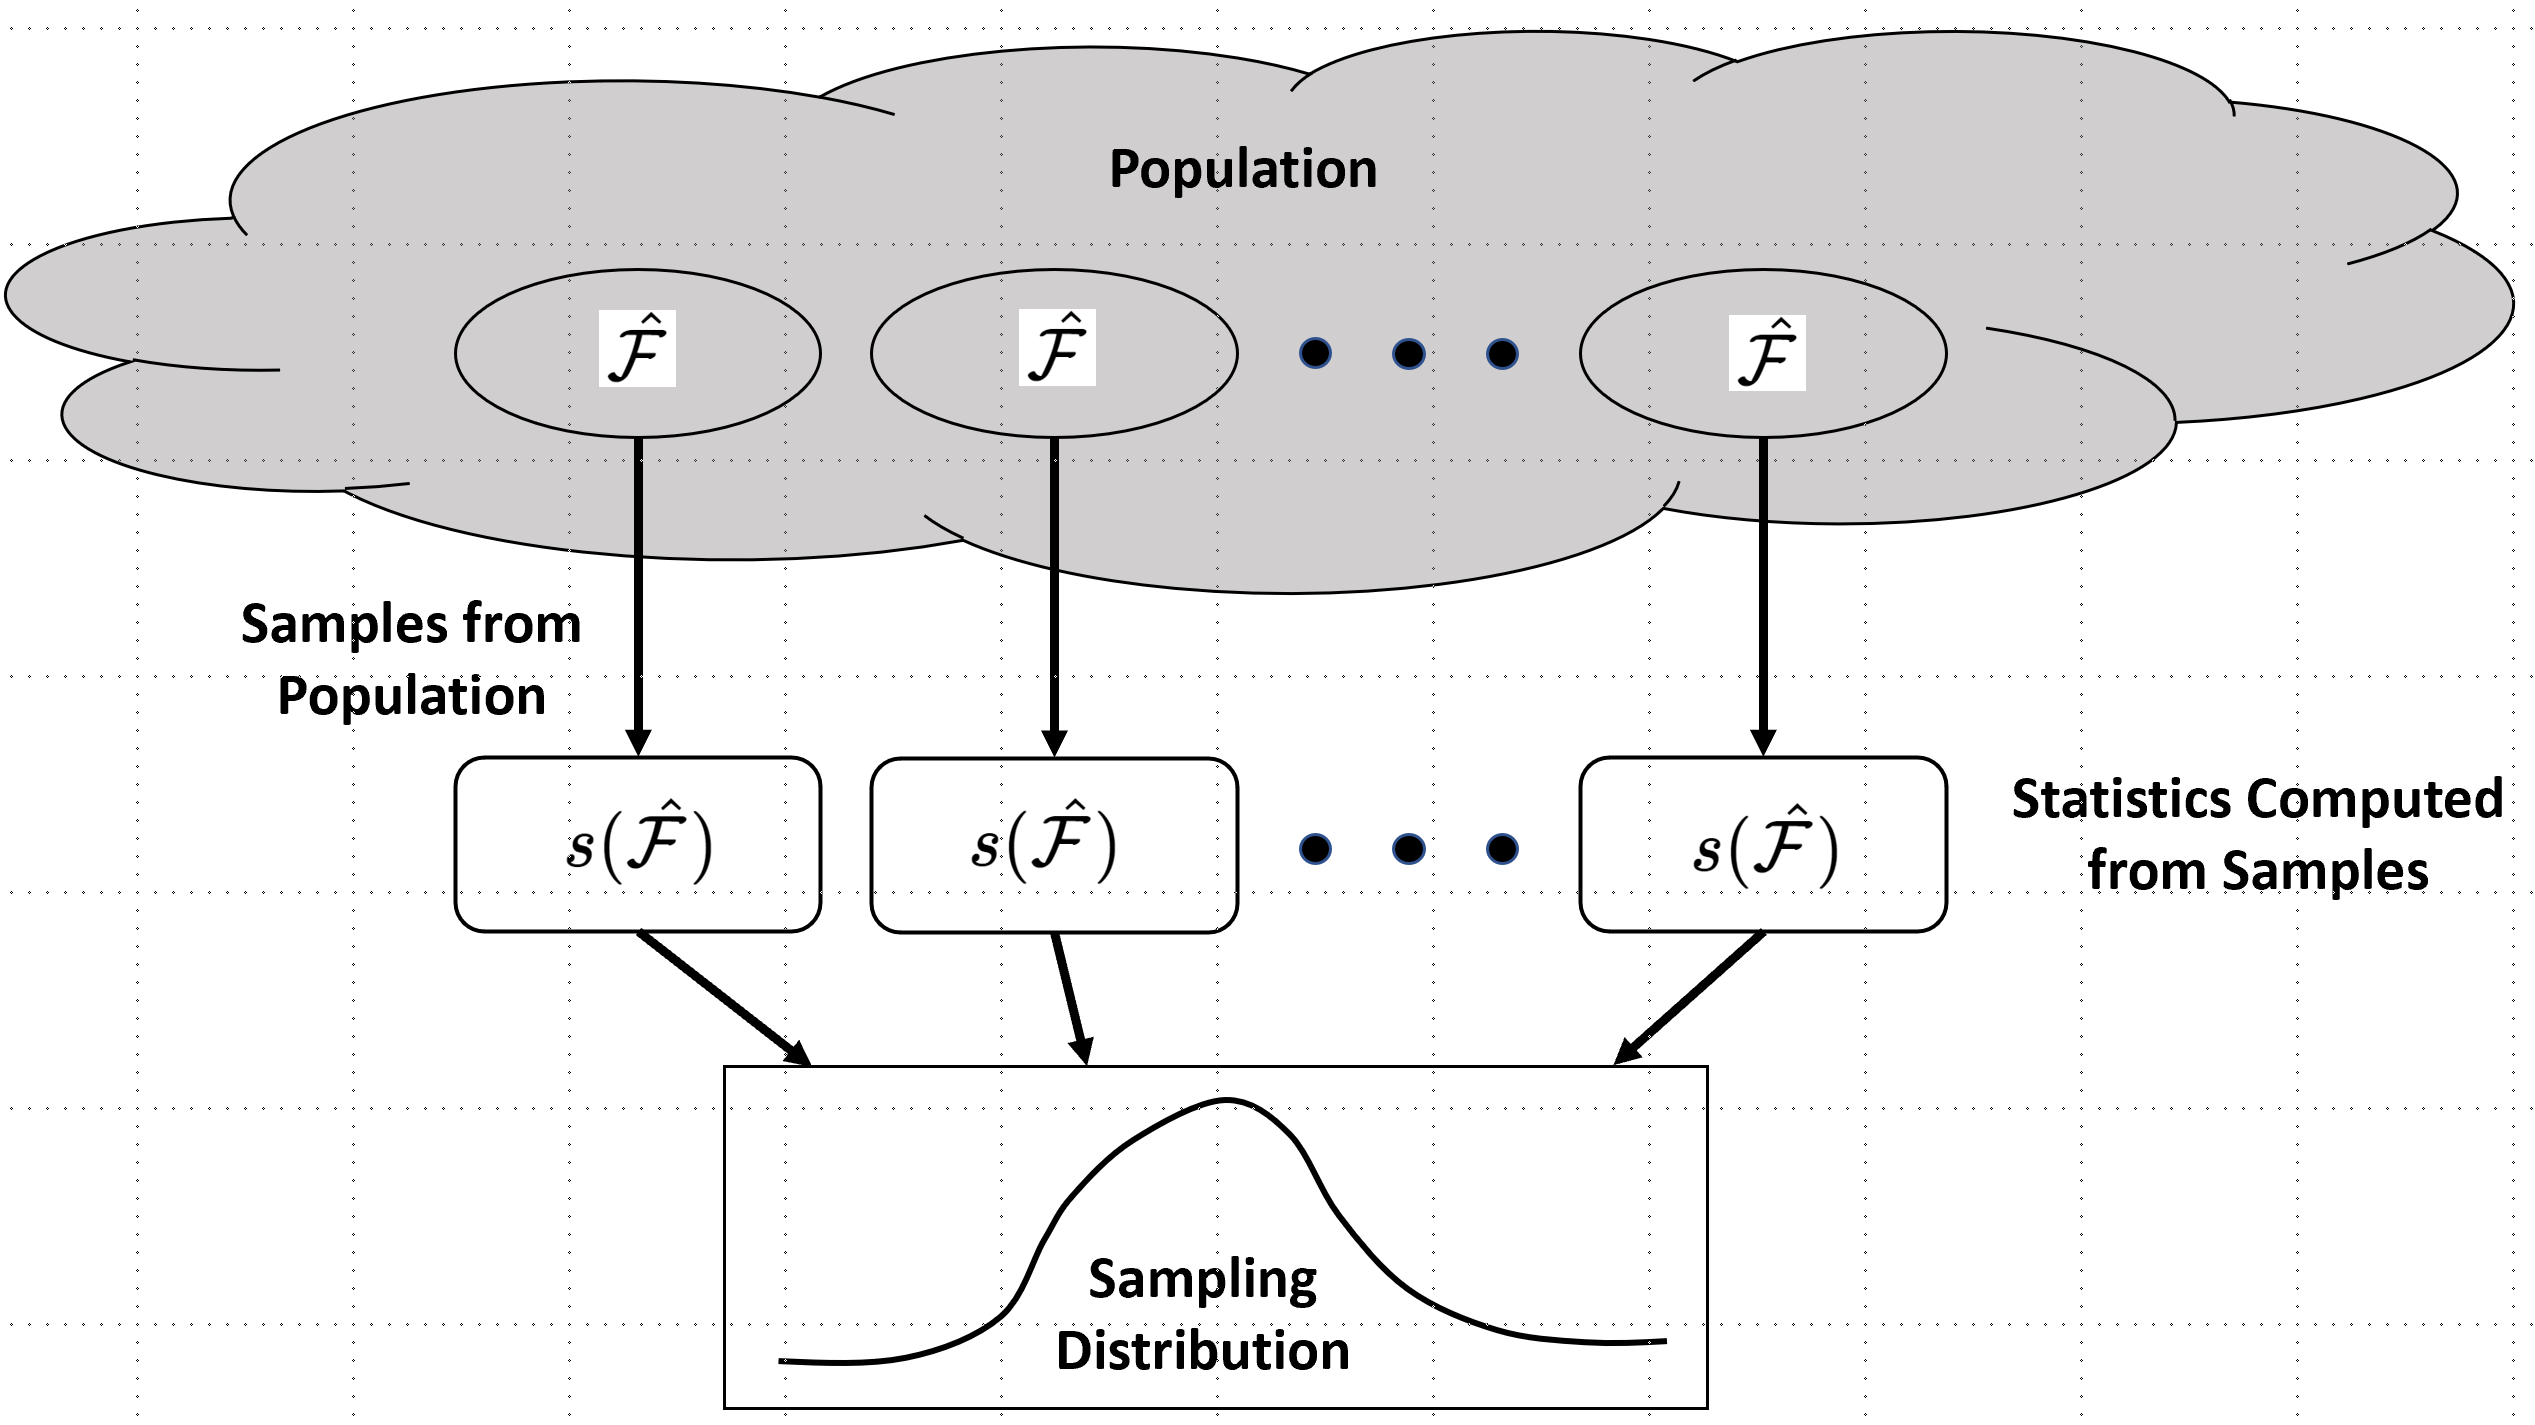 Population
$\hat{\mathcal{F}}$ $\hat{\mathcal{F}}$ $\hat{\mathcal{F}}$
Samples from
Population
$s(\hat{\mathcal{F}})$ $s(\hat{\mathcal{F}})$ $s(\hat{\mathcal{F}})$
Statistics Computed
from Samples
Sampling
Distribution